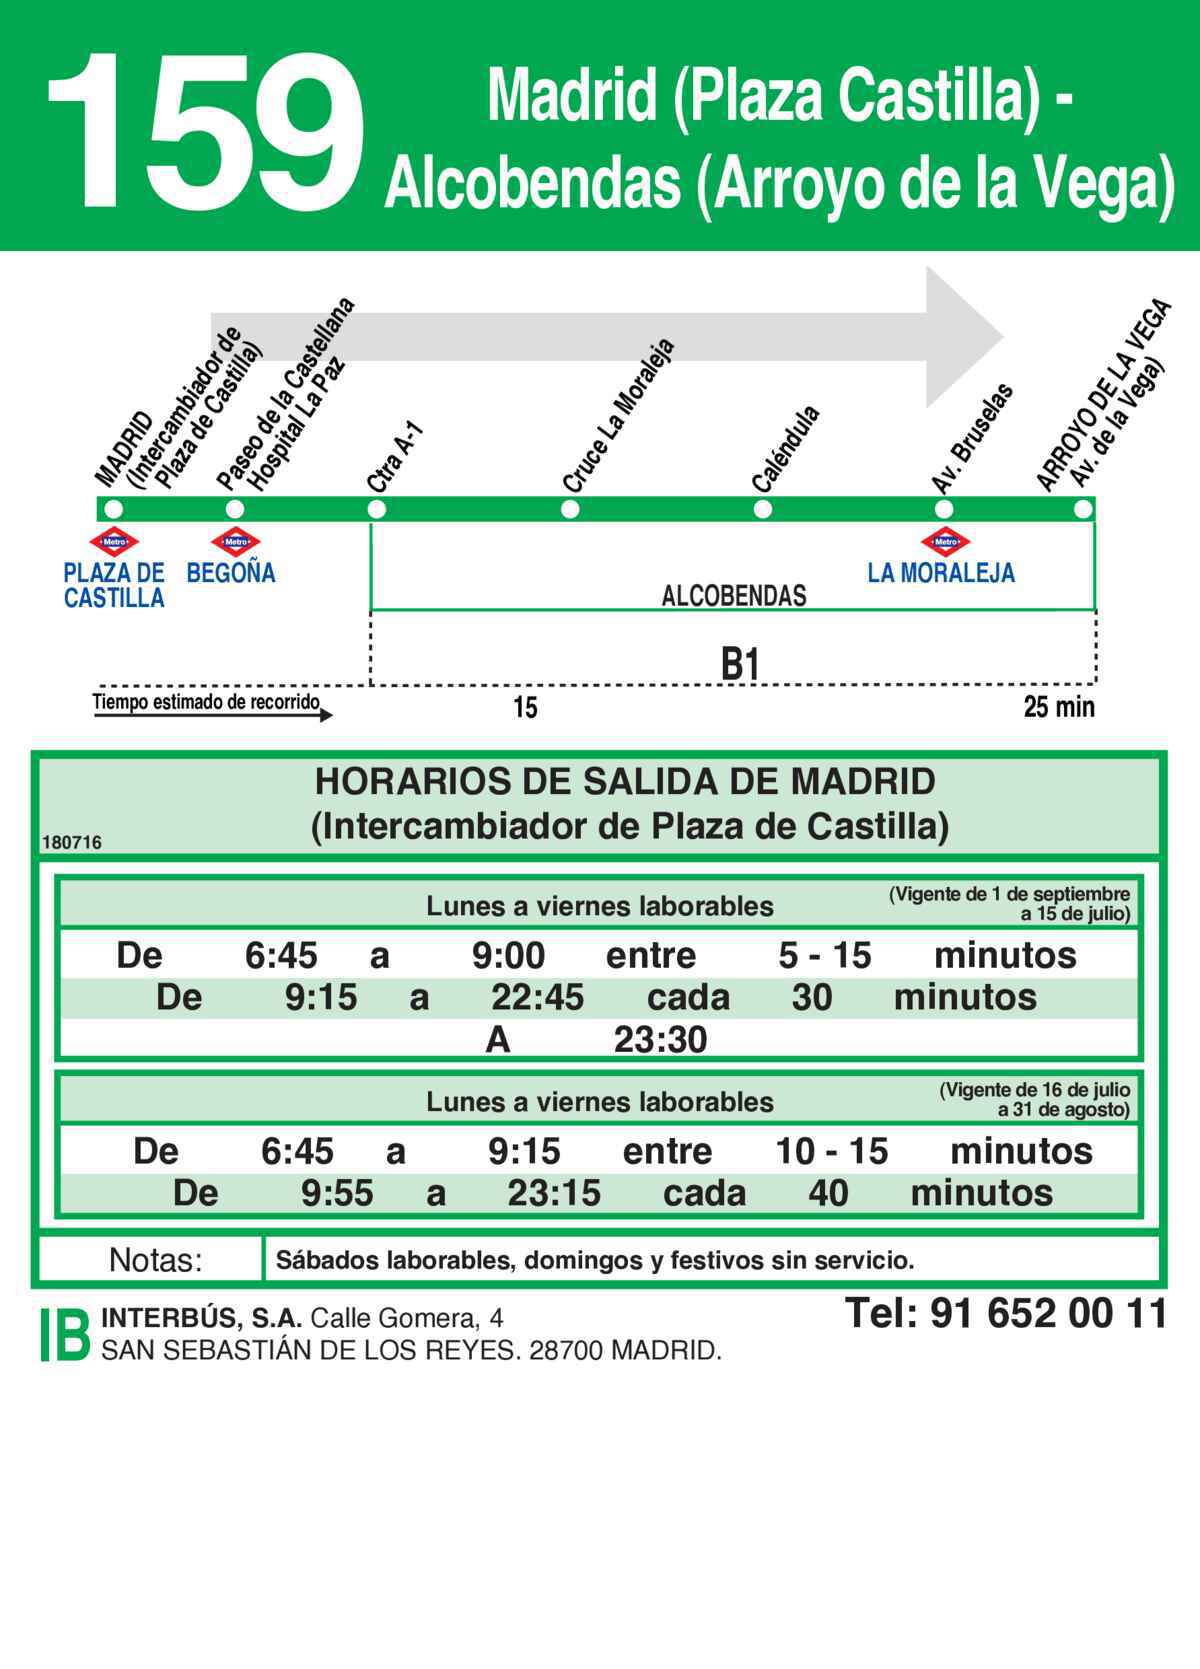 159
Madrid (Plaza Castilla) -
Alcobendas (Arroyo de la Vega)
MADRID
(Intercambiador de
Plaza de Castilla)
Paseo de la Castellana
Hospital La Paz
Ctra A-1
Cruce La Moraleja
Caléndula
Av. Bruselas
ARROYO DE LA VEGA
Av. de la Vega)
Metro
PLAZA DE
CASTILLA
Metro
BEGOÑA
Metro
LA MORALEJA
ALCOBENDAS
B1
Tiempo estimado de recorrido
15
25 min
HORARIOS DE SALIDA DE MADRID
(Intercambiador de Plaza de Castilla)
180716
Lunes a viernes laborables
(Vigente de 1 de septiembre
a 15 de julio)
De 6:45 a 9:00 entre 5 - 15 minutos
De 9:15 a 22:45 cada 30 minutos
A 23:30
Lunes a viernes laborables
(Vigente de 16 de julio
a 31 de agosto)
De 6:45 a 9:15 entre 10 - 15 minutos
De 9:55 a 23:15 cada 40 minutos
Notas: Sábados laborables, domingos y festivos sin servicio.
IB
INTERBÚS, S.A. Calle Gomera, 4
SAN SEBASTIÁN DE LOS REYES. 28700 MADRID.
Tel: 91 652 00 11